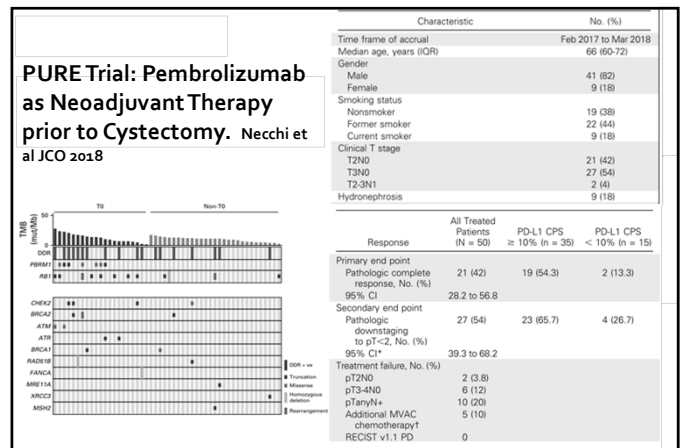 PURE Trial: Pembrolizumab
as Neoadjuvant Therapy
prior to Cystectomy. Necchi et
al JCO 2018
Characteristic No. (%)
Time frame of accrual Feb 2017 to Mar 2018
Median age, years (IQR) 66 (60-72)
Gender
Male 41 (82)
Female 9 (18)
Smoking status
Nonsmoker 19 (38)
Former smoker 22 (44)
Current smoker 9 (18)
Clinical T stage
T2N0 21 (42)
T3N0 27 (54)
T2-3N1 2 (4)
Hydronephrosis 9 (18)
T0 Non-T0
TMB
(mut/Mb)
50
0
DDR
PBRM1
RB1
CHEK2
BRCA2
ATM
ATR
BRCA1
RAD51B
FANCA
MRE11A
XRCC3
MSH2
DDR + ve
Truncation
Missense
Homozygous
deletion
Rearrangement
Response
All Treated
Patients
(N = 50)
PD-L1 CPS
≥ 10% (n = 35)
PD-L1 CPS
< 10% (n = 15)
Primary end point
Pathologic complete
response, No. (%) 21 (42) 19 (54.3) 2 (13.3)
95% CI 28.2 to 56.8
Secondary end point
Pathologic
downstaging
to pT<2, No. (%) 27 (54) 23 (65.7) 4 (26.7)
95% CI* 39.3 to 68.2
Treatment failure, No. (%)
pT2N0 2 (3.8)
pT3-4N0 6 (12)
pTanyN+ 10 (20)
Additional MVAC
chemotherapy† 5 (10)
RECIST v1.1 PD 0